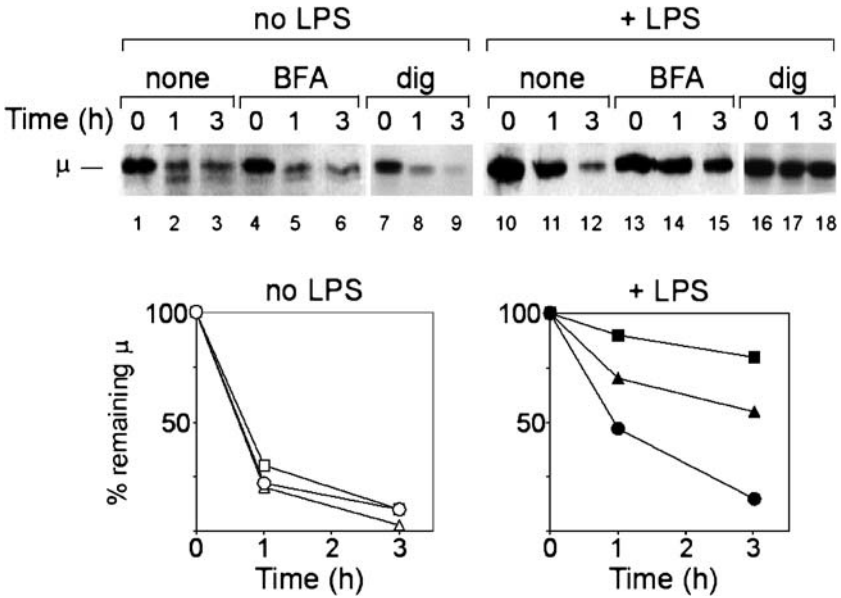 no LPS + LPS
none BFA dig none BFA dig
Time (h) 0 1 3 0 1 3 0 1 3 0 1 3 0 1 3 0 1 3
μ —
1 2 3 4 5 6 7 8 9 10 11 12 13 14 15 16 17 18
no LPS + LPS
100 100
50 50
% remaining μ
0 1 2 3 0 1 2 3
Time (h) Time (h)